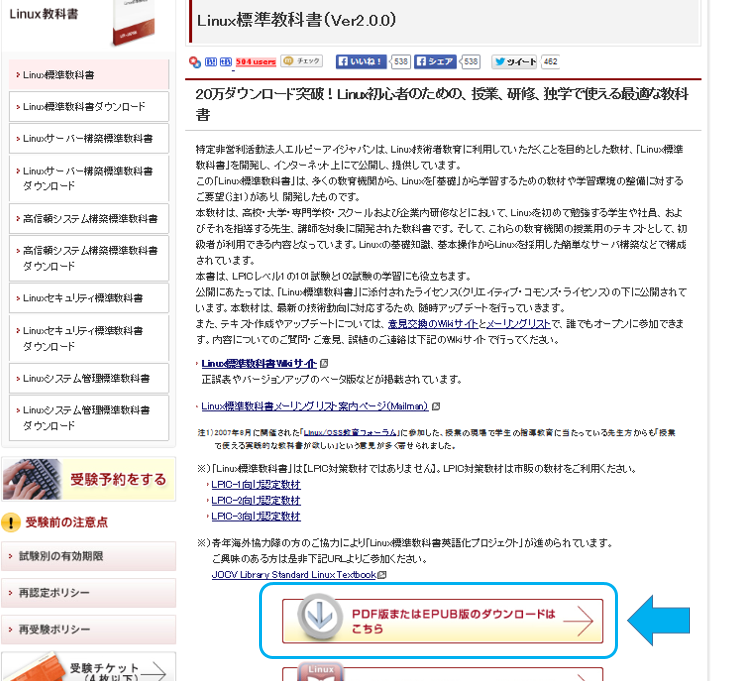 Linux教科書
Linux標準教科書
Linux標準教科書ダウンロード
Linuxサーバー構築標準教科書
Linuxサーバー構築標準教科書
ダウンロード
高信頼システム構築標準教科書
高信頼システム構築標準教科書
ダウンロード
Linuxセキュリティ標準教科書
Linuxセキュリティ標準教科書
ダウンロード
Linuxシステム管理標準教科書
Linuxシステム管理標準教科書
ダウンロード
受験予約をする
受験前の注意点
試験別の有効期限
再認定ポリシー
再受験ポリシー
受験チケット
(4枚以下)
Linux標準教科書(Ver2.0.0)
504 users チェック いいね! 538 シェア 538 ツイート 462
20万ダウンロード突破!Linux初心者のための、授業、研修、独学で使える最適な教科
書
特定非営利活動法人エルピーアイジャパンは、Linux技術者教育に利用していただくことを目的とした教材、「Linux標準
教科書」を開発し、インターネット上にて公開し、提供しています。
この「Linux標準教科書」は、多くの教育機関から、Linuxを「基礎」から学習するための教材や学習環境の整備に対する
ご要望(注1)があり、開発したものです。
本教材は、高校・大学・専門学校・スクールおよび企業内研修などにおいて、Linuxを初めて勉強する学生や社員、およ
びそれを指導する先生、講師を対象に開発された教科書です。そして、これらの教育機関の授業用のテキストとして、初
級者が利用できる内容となっています。Linuxの基礎知識、基本操作からLinuxを採用した簡単なサーバ構築などで構成
されています。
本書は、LPICレベル1の101試験と102試験の学習にも役立ちます。
公開にあたっては、「Linux標準教科書」に添付されたライセンス(クリエイティブ・コモンズ・ライセンス)の下に公開されて
います。本教材は、最新の技術動向に対応するため、随時アップデートを行っていきます。
また、テキスト作成やアップデートについては、意見交換のWikiサイトとメーリングリストで、誰でもオープンに参加できま
す。内容についてのご質問・ご意見、誤植のご連絡は下記のWikiサイトで行ってください。
Linux標準教科書Wikiサイト
正誤表やバージョンアップのベータ版などが掲載されています。
Linux標準教科書メーリングリスト案内ページ(Mailman)
注1)2007年8月に開催された「Linux/OSS教育フォーラム」に参加した、授業の現場で学生の指導教育に当たっている先生方からも「授業
で使える実践的な教科書が欲しい」という意見が多く寄せられました。
※)「Linux標準教科書」は【LPIC対策教材ではありません】。LPIC対策教材は市販の教材をご利用ください。
LPIC-1向け認定教材
LPIC-2向け認定教材
LPIC-3向け認定教材
※)青年海外協力隊の方のご協力により「Linux標準教科書英語化プロジェクト」が進められています。
ご興味のある方は是非下記URLよりご参加ください。
JOCV Library Standard Linux Textbook
PDF版またはEPUB版のダウンロードは
こちら
Linux